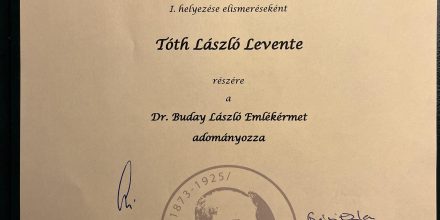 I. helyezése elismeréseként
Tóth László Levente
részére
a
Dr. Buday László Emlékérmet
adományozza
/1873-1925/